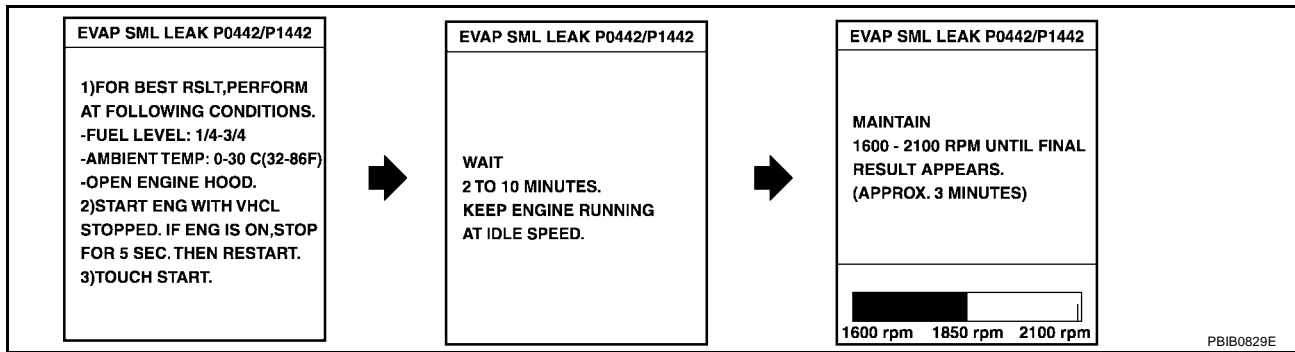 EVAP SML LEAK P0442/P1442
1)FOR BEST RSLT,PERFORM
AT FOLLOWING CONDITIONS.
-FUEL LEVEL: 1/4-3/4
-AMBIENT TEMP: 0-30 C(32-86F)
-OPEN ENGINE HOOD.
2)START ENG WITH VHCL
STOPPED. IF ENG IS ON,STOP
FOR 5 SEC. THEN RESTART.
3)TOUCH START.
EVAP SML LEAK P0442/P1442
WAIT
2 TO 10 MINUTES.
KEEP ENGINE RUNNING
AT IDLE SPEED.
EVAP SML LEAK P0442/P1442
MAINTAIN
1600 - 2100 RPM UNTIL FINAL
RESULT APPEARS.
(APPROX. 3 MINUTES)
1600 rpm 1850 rpm 2100 rpm
PBIB0829E